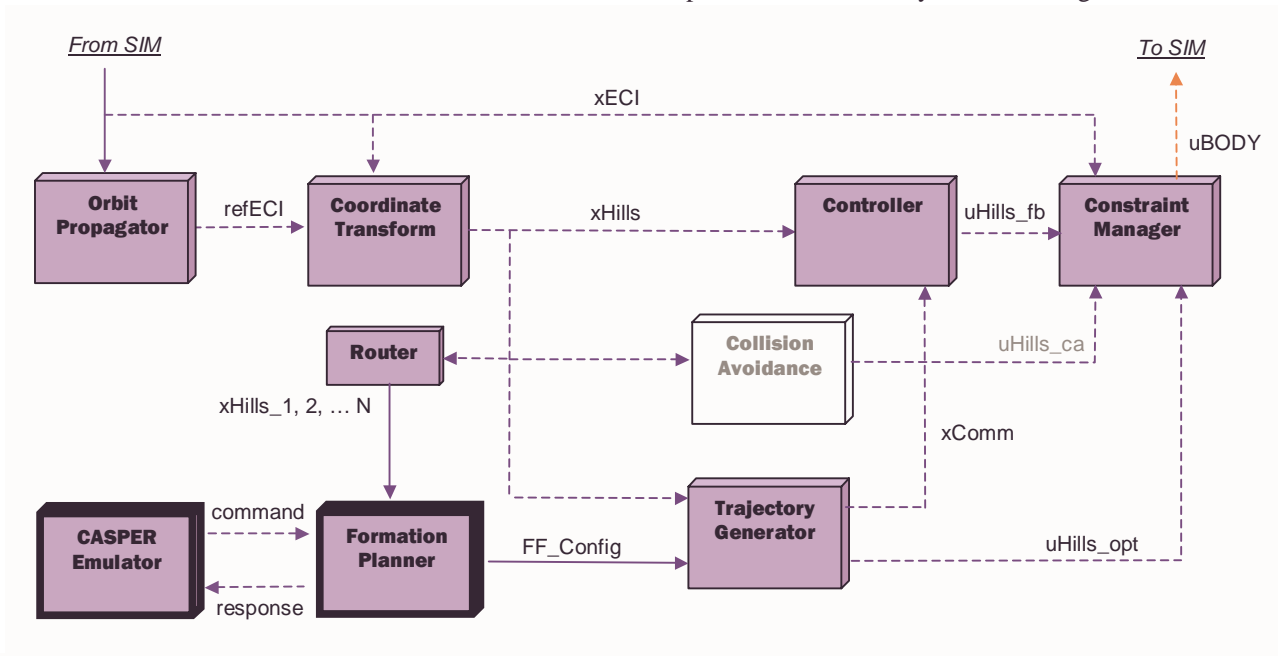 From SIM
To SIM
xECI
uBODY
Orbit
Propagator
refECI
Coordinate
Transform
xHills
Controller
uHills_fb
Constraint
Manager
Router
Collision
Avoidance
uHills_ca
xHills_1, 2, … N
xComm
CASPER
Emulator
command
response
Formation
Planner
FF_Config
Trajectory
Generator
uHills_opt